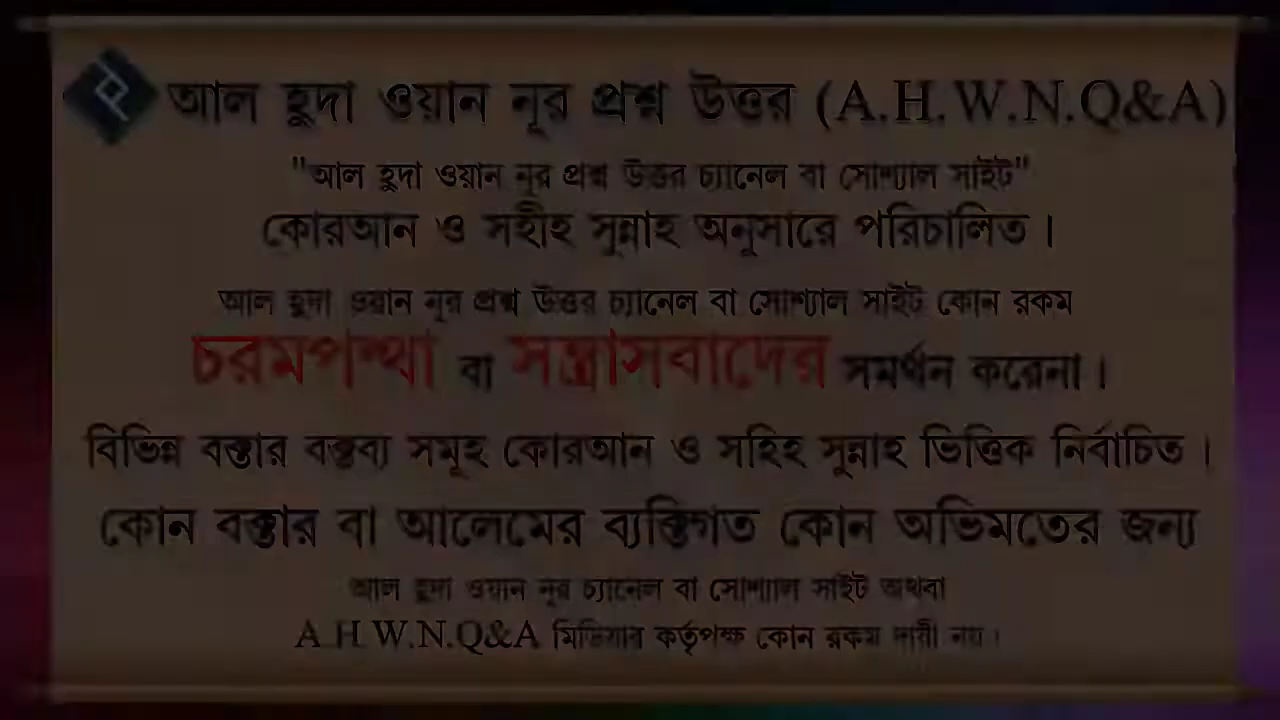 আল হুদা ওয়ান নূর প্রশ্ন উত্তর (A.H.W.N.Q&A)
"আল হুদা ওয়ান নূর প্রশ্ন উত্তর চ্যানেল বা সোশ্যাল সাইট"
কোরআন ও সহীহ সুন্নাহ অনুসারে পরিচালিত।
আল হুদা ওয়ান নূর প্রশ্ন উত্তর চ্যানেল বা সোশ্যাল সাইট কোন রকম
চরমপন্থা বা সন্ত্রাসবাদের সমর্থন করেনা।
বিভিন্ন বক্তার বক্তব্য সমূহ কোরআন ও সহিহ সুন্নাহ ভিত্তিক নির্বাচিত।
কোন বক্তার বা আলেমের ব্যক্তিগত কোন অভিমতের জন্য
আল হুদা ওয়ান নূর চ্যানেল বা সোশ্যাল সাইট অথবা
A.H.W.N.Q&A মিডিয়ার কর্তৃপক্ষ কোন রকম দায়ী নয়।